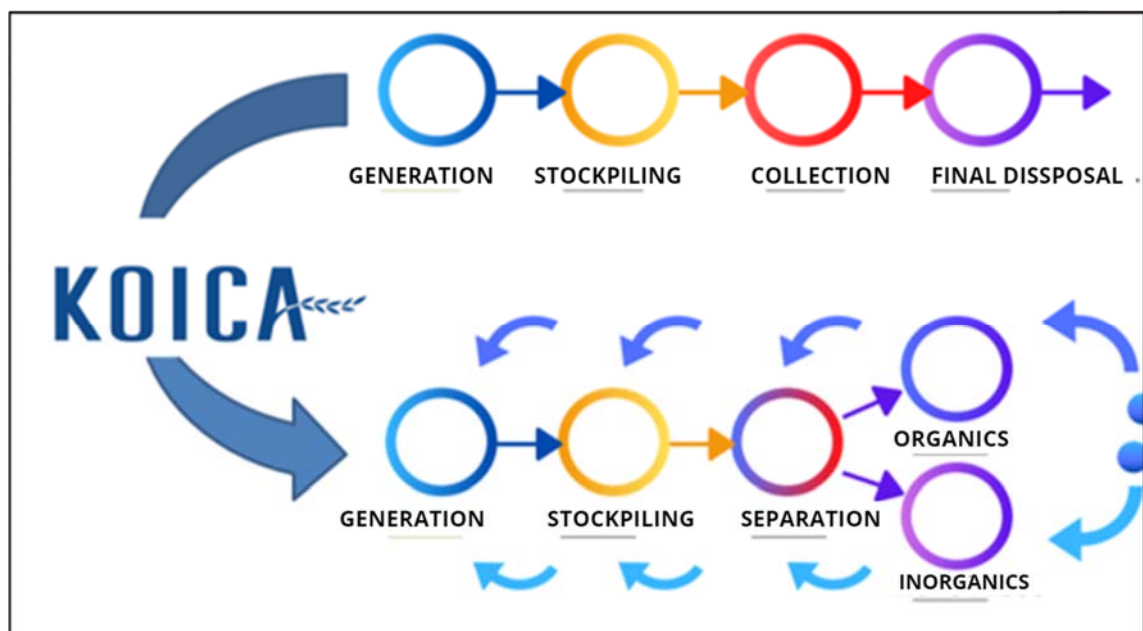 GENERATION STOCKPILING COLLECTION FINAL DISSPOSAL .
KOICA
ORGANICS
GENERATION STOCKPILING SEPARATION
INORGANICS